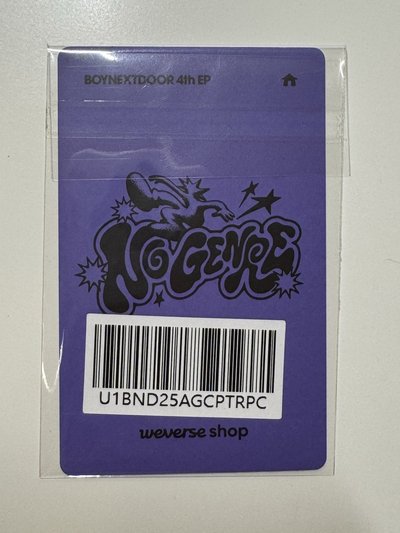 BOYNEXTDOOR 4th EP
NO GENRE
U1BND25AGCPTRPC
weverse shop